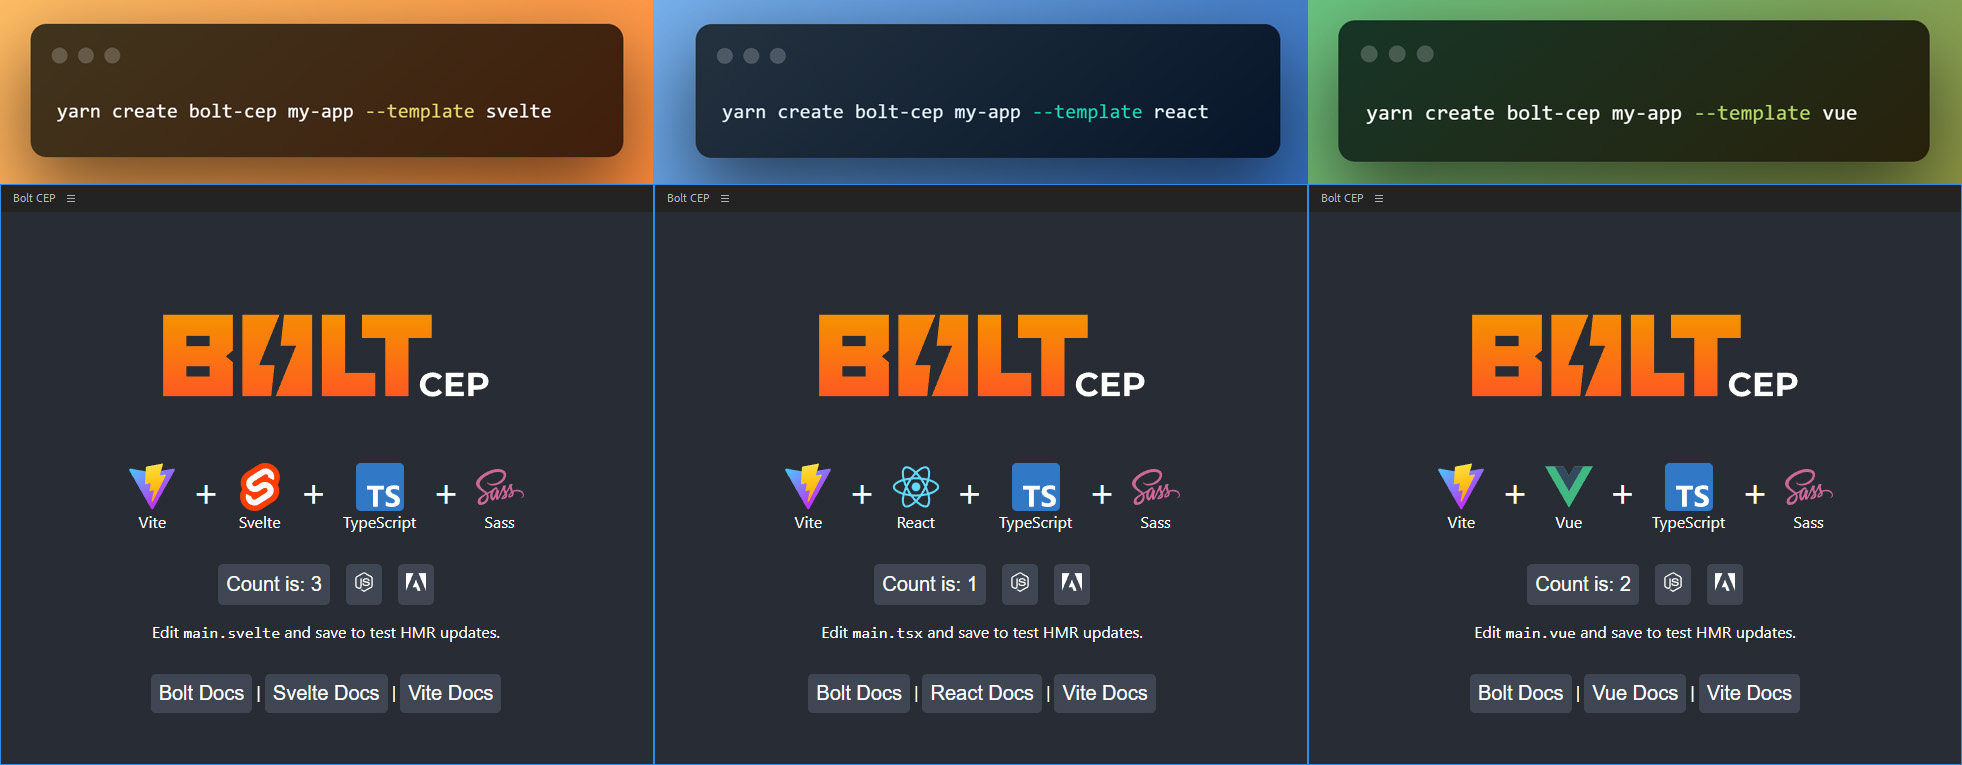 yarn create bolt-cep my-app --template svelte
Bolt CEP
BOLT CEP
Vite + Svelte + TypeScript + Sass
TS
Count is: 3
JS
Edit main.svelte and save to test HMR updates.
Bolt Docs | Svelte Docs | Vite Docs
yarn create bolt-cep my-app --template react
Bolt CEP
BOLT CEP
Vite + React + TypeScript + Sass
TS
Count is: 1
JS
Edit main.tsx and save to test HMR updates.
Bolt Docs | React Docs | Vite Docs
yarn create bolt-cep my-app --template vue
Bolt CEP
BOLT CEP
Vite + Vue + TypeScript + Sass
TS
Count is: 2
JS
Edit main.vue and save to test HMR updates.
Bolt Docs | Vue Docs | Vite Docs